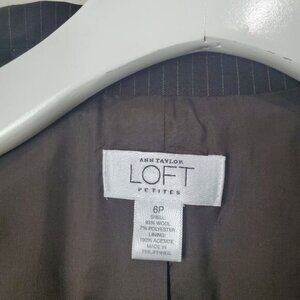 ANN TAYLOR
LOFT
PETITES
6P
SHELL:
93% WOOL
7% POLYESTER
LINING:
100% ACETATE
MADE IN
PHILIPPINES